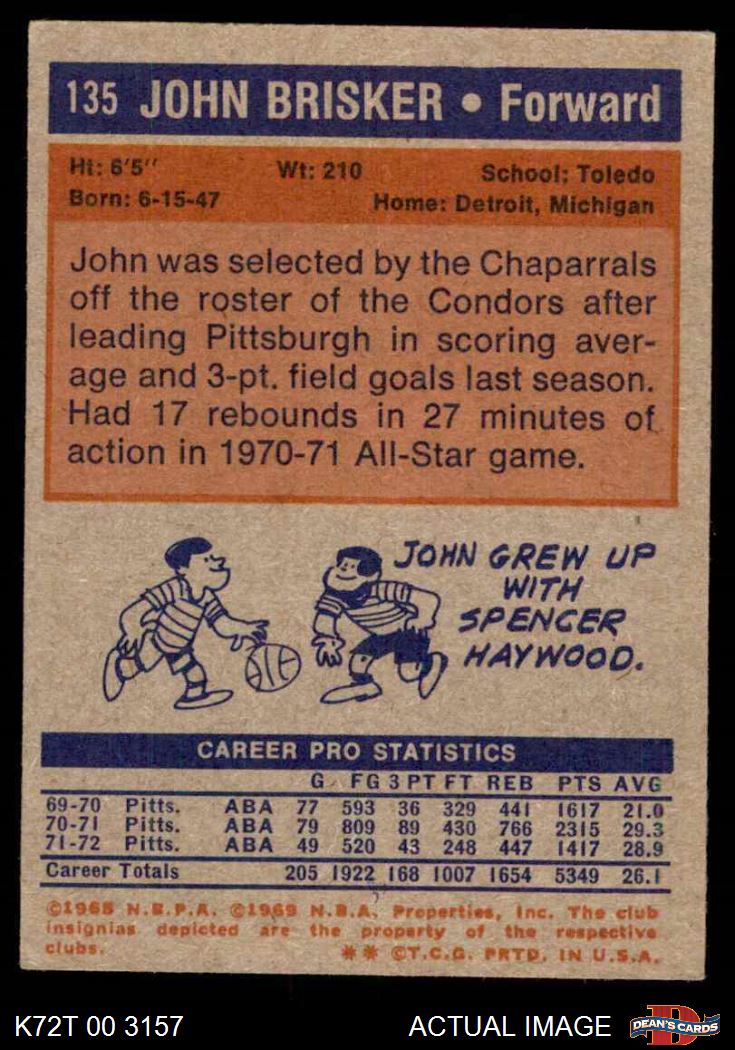 135 JOHN BRISKER • Forward
Ht: 6'5'' Wt: 210 School: Toledo
Born: 6-15-47 Home: Detroit, Michigan
John was selected by the Chaparrals
off the roster of the Condors after
leading Pittsburgh in scoring aver-
age and 3-pt. field goals last season.
Had 17 rebounds in 27 minutes of
action in 1970-71 All-Star game.
JOHN GREW UP
WITH
SPENCER
HAYWOOD.
CAREER PRO STATISTICS
G FG 3 PT FT REB PTS AVG
69-70 Pitts. ABA 77 593 36 329 441 1617 21.0
70-71 Pitts. ABA 79 809 89 430 766 2315 29.3
71-72 Pitts. ABA 49 520 43 248 447 1417 28.9
Career Totals 205 1922 168 1007 1654 5349 26.1
©1965 N.B.P.A. ©1969 N.B.A. Properties, Inc. The club
insignias depicted are the property of the respective
clubs. ** ©T.C.G. PRTD. IN U.S.A.
K72T 00 3157 ACTUAL IMAGE D DEAN'S CARDS